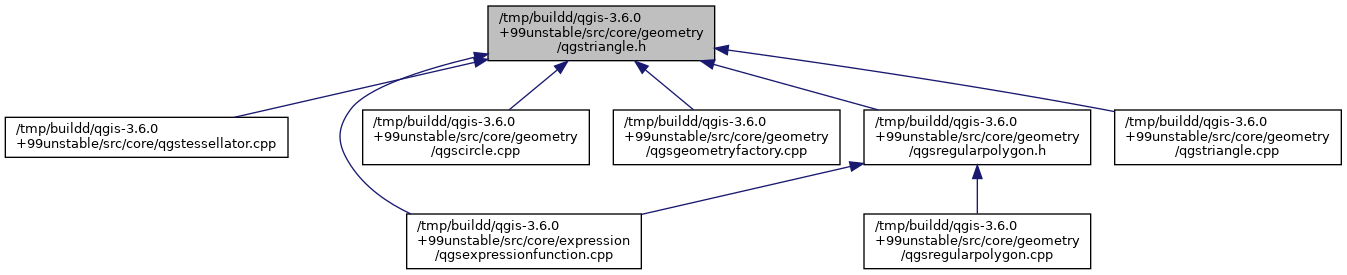 /tmp/buildd/qgis-3.6.0
+99unstable/src/core/geometry
/qgstriangle.h
/tmp/buildd/qgis-3.6.0
+99unstable/src/core/qgstessellator.cpp
/tmp/buildd/qgis-3.6.0
+99unstable/src/core/geometry
/qgscircle.cpp
/tmp/buildd/qgis-3.6.0
+99unstable/src/core/geometry
/qgsgeometryfactory.cpp
/tmp/buildd/qgis-3.6.0
+99unstable/src/core/geometry
/qgsregularpolygon.h
/tmp/buildd/qgis-3.6.0
+99unstable/src/core/geometry
/qgstriangle.cpp
/tmp/buildd/qgis-3.6.0
+99unstable/src/core/expression
/qgsexpressionfunction.cpp
/tmp/buildd/qgis-3.6.0
+99unstable/src/core/geometry
/qgsregularpolygon.cpp